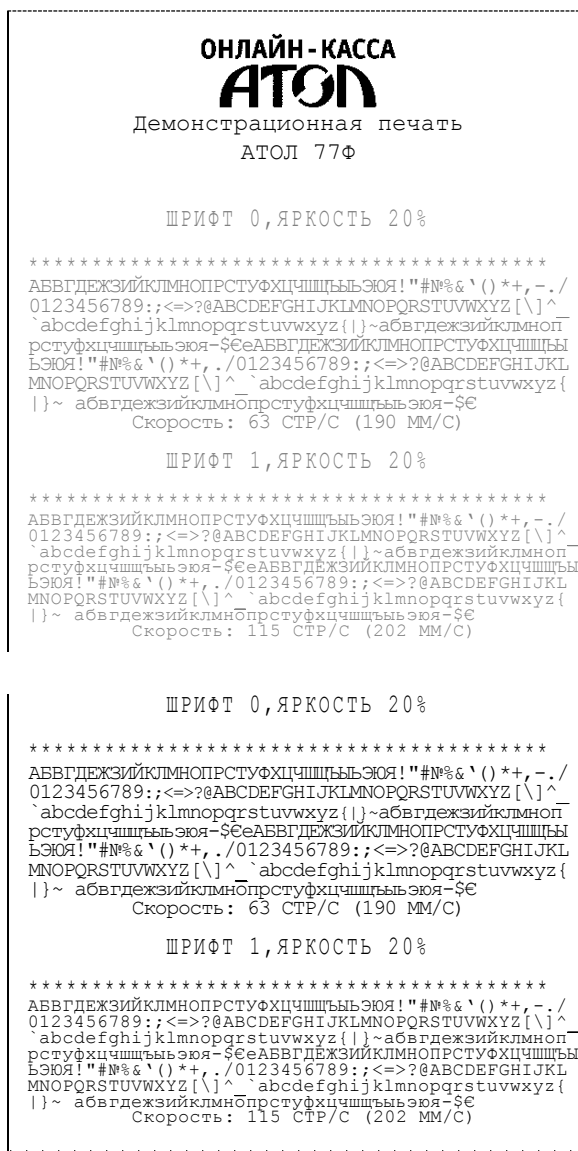 ОНЛАЙН-КАССА
АТОЛ
Демонстрационная печать
АТОЛ 77Ф
ШРИФТ 0,ЯРКОСТЬ 20%
*****************************************
АБВГДЕЖЗИЙКЛМНОПРСТУФХЦЧШЩЪЫЬЭЮЯ!"#№%&'()*+,-./
0123456789:;<=>?@ABCDEFGHIJKLMNOPQRSTUVWXYZ[\]^_
`abcdefghijklmnopqrstuvwxyz{|}~абвгдежзийклмноп
рстуфхцчшщъыьэюя-$€еАБВГДЕЖЗИЙКЛМНОПРСТУФХЦЧШЩЪЫ
ЬЭЮЯ!"#№%&'()*+,./0123456789:;<=>?@ABCDEFGHIJKL
MNOPQRSTUVWXYZ[\]^_`abcdefghijklmnopqrstuvwxyz{
|}~ абвгдежзийклмнопрстуфхцчшщъыьэюя-$€
Скорость: 63 СТР/С (190 ММ/С)
ШРИФТ 1,ЯРКОСТЬ 20%
*****************************************
АБВГДЕЖЗИЙКЛМНОПРСТУФХЦЧШЩЪЫЬЭЮЯ!"#№%&'()*+,-./
0123456789:;<=>?@ABCDEFGHIJKLMNOPQRSTUVWXYZ[\]^_
`abcdefghijklmnopqrstuvwxyz{|}~абвгдежзийклмноп
рстуфхцчшщъыьэюя-$€еАБВГДЕЖЗИЙКЛМНОПРСТУФХЦЧШЩЪЫ
ЬЭЮЯ!"#№%&'()*+,./0123456789:;<=>?@ABCDEFGHIJKL
MNOPQRSTUVWXYZ[\]^_`abcdefghijklmnopqrstuvwxyz{
|}~ абвгдежзийклмнопрстуфхцчшщъыьэюя-$€
Скорость: 115 СТР/С (202 ММ/С)
ШРИФТ 0,ЯРКОСТЬ 20%
*****************************************
АБВГДЕЖЗИЙКЛМНОПРСТУФХЦЧШЩЪЫЬЭЮЯ!"#№%&'()*+,-./
0123456789:;<=>?@ABCDEFGHIJKLMNOPQRSTUVWXYZ[\]^_
`abcdefghijklmnopqrstuvwxyz{|}~абвгдежзийклмноп
рстуфхцчшщъыьэюя-$€еАБВГДЕЖЗИЙКЛМНОПРСТУФХЦЧШЩЪЫ
ЬЭЮЯ!"#№%&'()*+,./0123456789:;<=>?@ABCDEFGHIJKL
MNOPQRSTUVWXYZ[\]^_`abcdefghijklmnopqrstuvwxyz{
|}~ абвгдежзийклмнопрстуфхцчшщъыьэюя-$€
Скорость: 63 СТР/С (190 ММ/С)
ШРИФТ 1,ЯРКОСТЬ 20%
*****************************************
АБВГДЕЖЗИЙКЛМНОПРСТУФХЦЧШЩЪЫЬЭЮЯ!"#№%&'()*+,-./
0123456789:;<=>?@ABCDEFGHIJKLMNOPQRSTUVWXYZ[\]^_
`abcdefghijklmnopqrstuvwxyz{|}~абвгдежзийклмноп
рстуфхцчшщъыьэюя-$€еАБВГДЕЖЗИЙКЛМНОПРСТУФХЦЧШЩЪЫ
ЬЭЮЯ!"#№%&'()*+,./0123456789:;<=>?@ABCDEFGHIJKL
MNOPQRSTUVWXYZ[\]^_`abcdefghijklmnopqrstuvwxyz{
|}~ абвгдежзийклмнопрстуфхцчшщъыьэюя-$€
Скорость: 115 СТР/С (202 ММ/С)